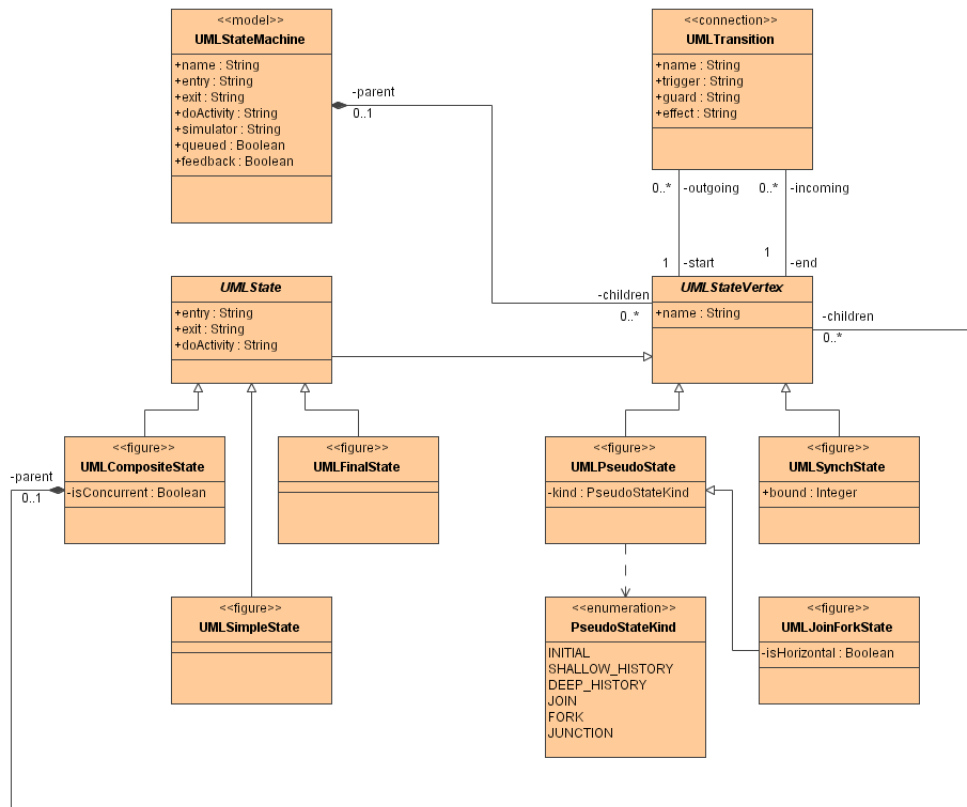 <<model>>
UMLStateMachine
+name : String
+entry : String
+exit : String
+doActivity : String
+simulator : String
+queued : Boolean
+feedback : Boolean
-parent
0..1
<<connection>>
UMLTransition
+name : String
+trigger : String
+guard : String
+effect : String
0..*
-outgoing
0..*
-incoming
1
-start
1
-end
-children
0..*
UMLState
+entry : String
+exit : String
+doActivity : String
UMLStateVertex
+name : String
-children
0..*
-parent
0..1
<<figure>>
UMLCompositeState
-isConcurrent : Boolean
<<figure>>
UMLFinalState
<<figure>>
UMLPseudoState
-kind : PseudoStateKind
<<figure>>
UMLSynchState
+bound : Integer
<<figure>>
UMLSimpleState
<<enumeration>>
PseudoStateKind
INITIAL
SHALLOW_HISTORY
DEEP_HISTORY
JOIN
FORK
JUNCTION
<<figure>>
UMLJoinForkState
-isHorizontal : Boolean